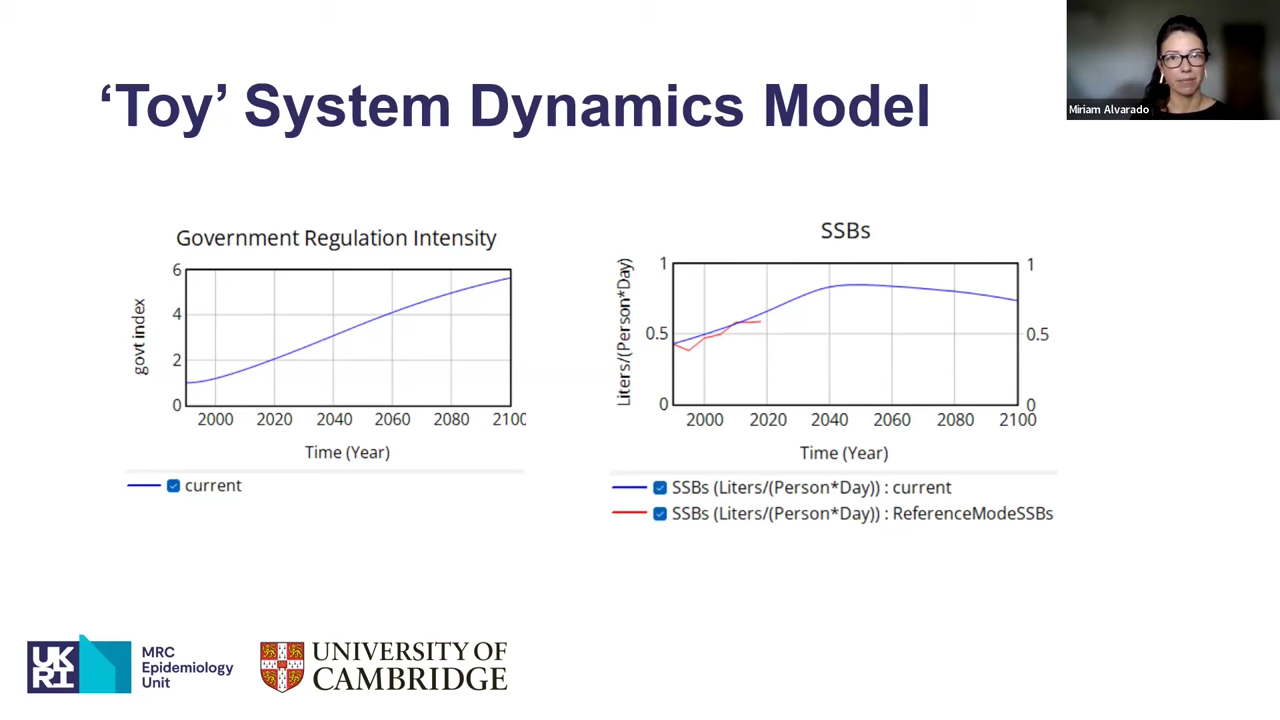 ‘Toy’ System Dynamics Model
Miriam Alvarado
Government Regulation Intensity
6
4
2
0
govt index
2000 2020 2040 2060 2080 2100
Time (Year)
current
SSBs
1
0.5
0
Liters/(Person*Day)
1
0.5
0
2000 2020 2040 2060 2080 2100
Time (Year)
SSBs (Liters/(Person*Day)) : current
SSBs (Liters/(Person*Day)) : ReferenceModeSSBs
UK
RI
MRC
Epidemiology
Unit
UNIVERSITY OF
CAMBRIDGE